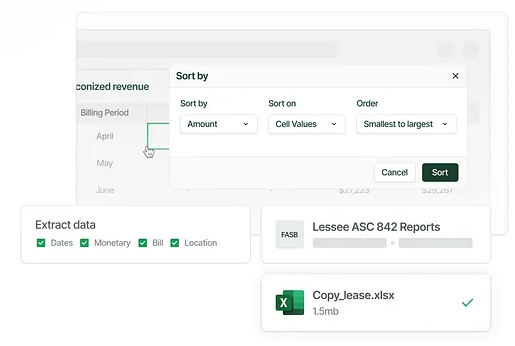 Sort by
Sort by
Sort on
Order
Amount
Cell Values
Smallest to largest
Cancel
Sort
conized revenue
Billing Period
April
May
June
$27,223
$29,267
Extract data
Dates
Monetary
Bill
Location
FASB
Lessee ASC 842 Reports
X
Copy_lease.xlsx
1.5mb